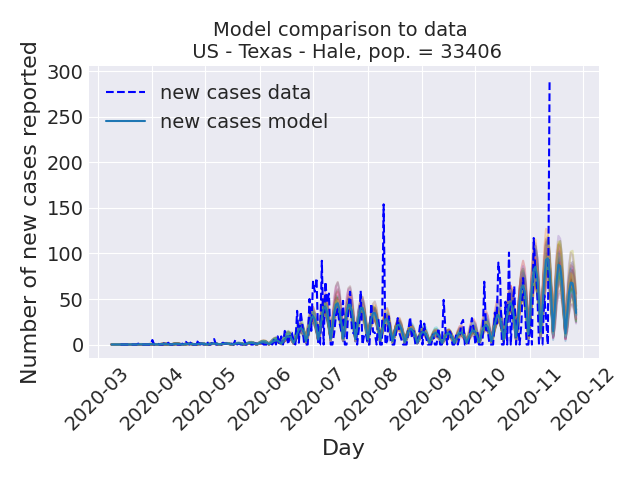 Model comparison to data
US - Texas - Hale, pop. = 33406
Number of new cases reported
300
250
200
150
100
50
0
new cases data
new cases model
2020-03
2020-04
2020-05
2020-06
2020-07
2020-08
2020-09
2020-10
2020-11
2020-12
Day